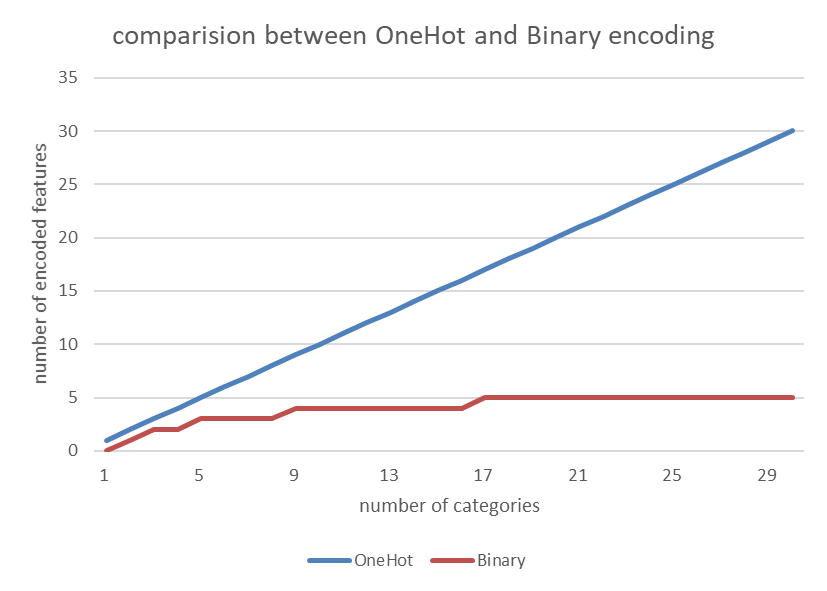 comparision between OneHot and Binary encoding
35
30
25
20
15
10
5
0
number of encoded features
1 5 9 13 17 21 25 29
number of categories
OneHot Binary